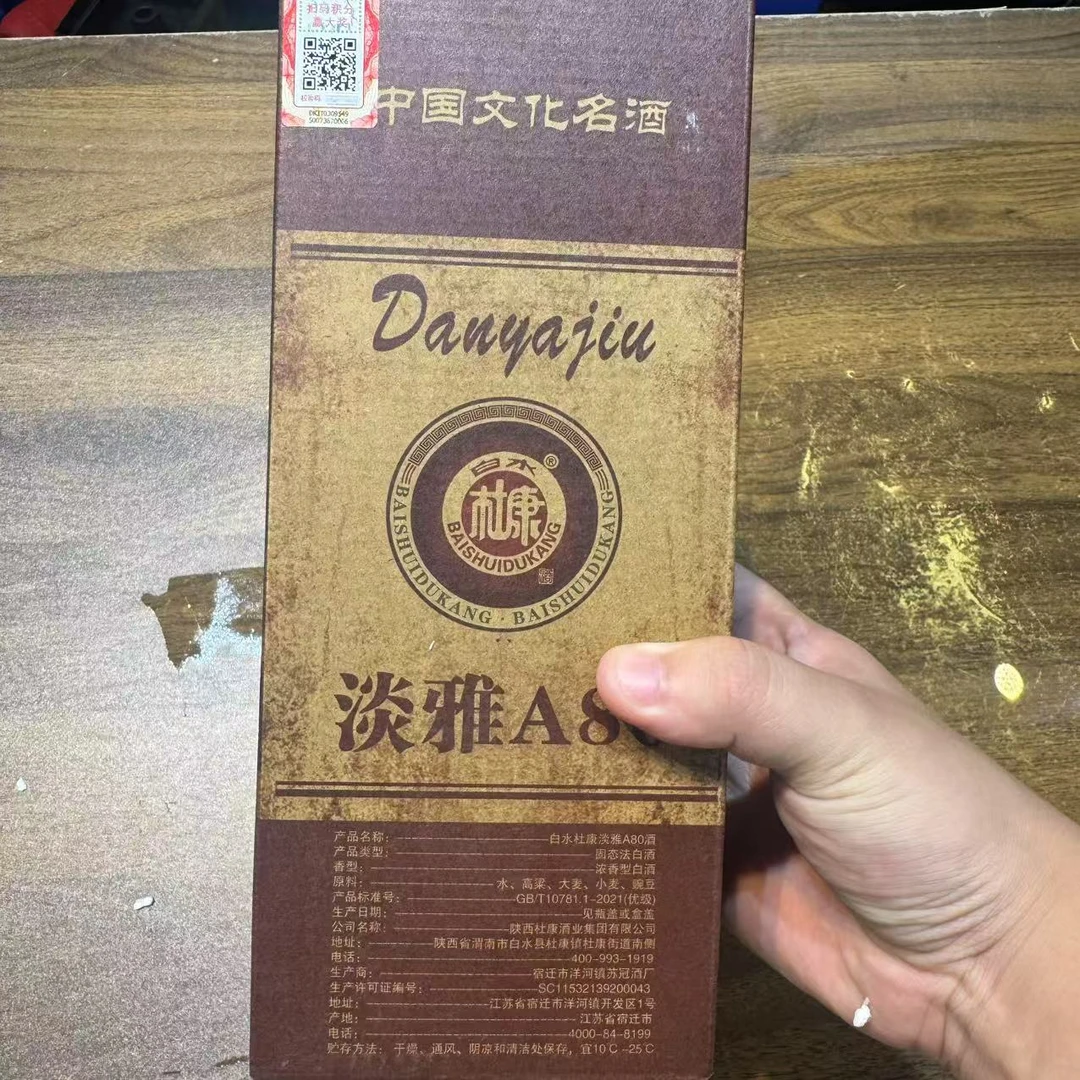 扫码积分
赢大奖
中国文化名酒
Danyajiu
白水®
杜康
BAISHUIDUKANG
BAISHUIDUKANG · BAISHUIDUKANG
淡雅A8
产品名称：白水杜康淡雅A80酒
产品类型：固态法白酒
香型：浓香型白酒
原料：水、高粱、大麦、小麦、豌豆
产品标准号：GB/T10781.1-2021(优级)
生产日期：见瓶盖或盒盖
公司名称：陕西杜康酒业集团有限公司
地址：陕西省渭南市白水县杜康镇杜康街道南侧
电话：400-993-1919
生产商：宿迁市洋河镇苏冠酒厂
生产许可证编号：SC11532139200043
地址：江苏省宿迁市洋河镇开发区1号
产地：江苏省宿迁市
电话：4000-84-8199
贮存方法：干燥、通风、阴凉和清洁处保存，宜10℃-25℃